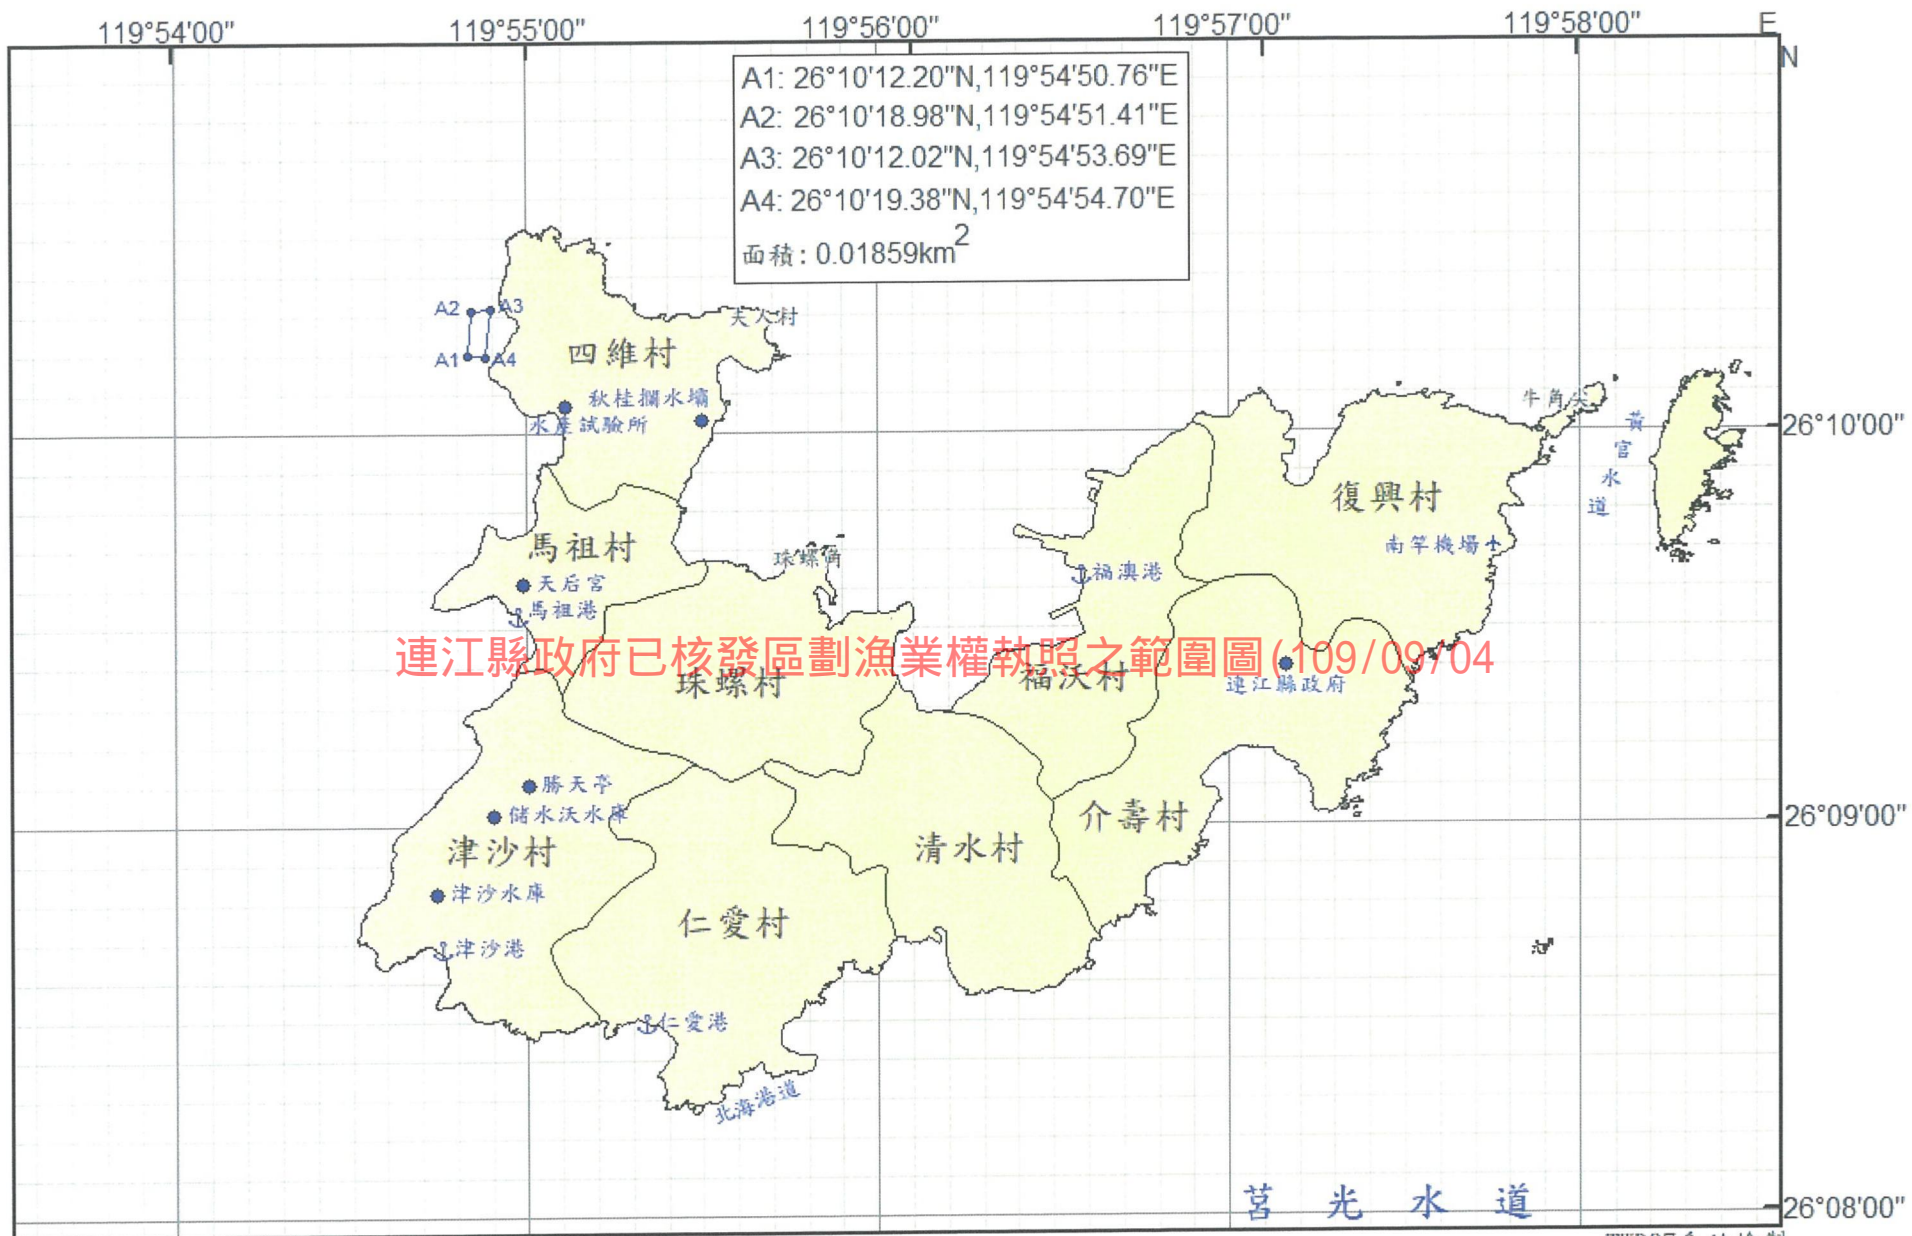 119°54'00" 119°55'00" 119°56'00" 119°57'00" 119°58'00" E
N
A1: 26°10'12.20"N,119°54'50.76"E
A2: 26°10'18.98"N,119°54'51.41"E
A3: 26°10'12.02"N,119°54'53.69"E
A4: 26°10'19.38"N,119°54'54.70"E
面積: 0.01859km2
A2 A3
A1 A4
夫人村
四維村
秋桂攔水壩
水產試驗所
牛角尖
黃官水道
26°10'00"
復興村
南竿機場
馬祖村
珠螺角
天后宮
馬祖港
福澳港
連江縣政府已核發區劃漁業權執照之範圍圖(109/09/04
珠螺村
福沃村
連江縣政府
勝天亭
儲水沃水庫
津沙村
清水村
介壽村
26°09'00"
津沙水庫
仁愛村
津沙港
仁愛港
北海港道
莒光水道
26°08'00"